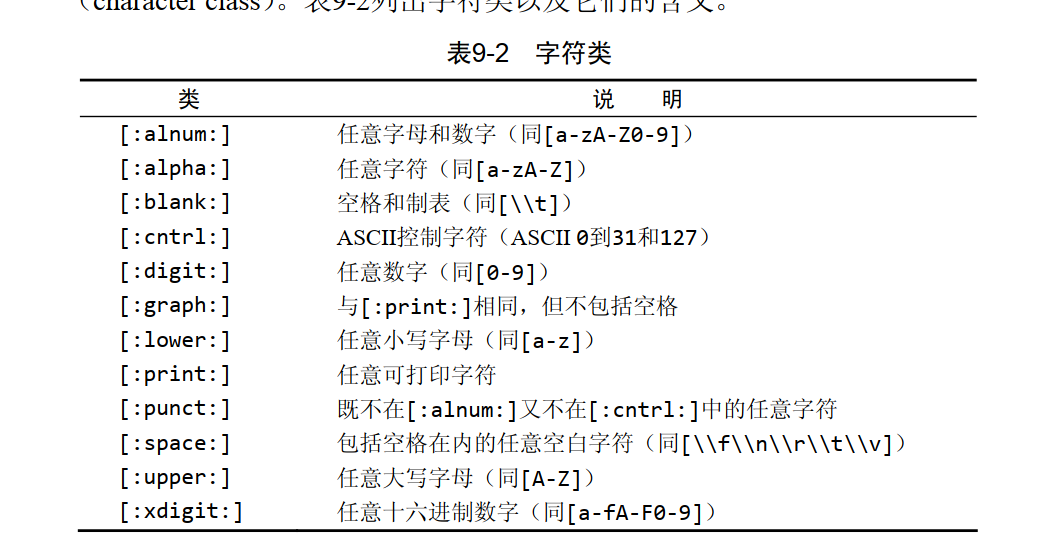 （character class）。表9-2列出字符类以及它们的含义。
表9-2 字符类
类 说 明
[:alnum:] 任意字母和数字（同[a-zA-Z0-9]）
[:alpha:] 任意字符（同[a-zA-Z]）
[:blank:] 空格和制表（同[\\t]）
[:cntrl:] ASCII控制字符（ASCII 0到31和127）
[:digit:] 任意数字（同[0-9]）
[:graph:] 与[:print:]相同，但不包括空格
[:lower:] 任意小写字母（同[a-z]）
[:print:] 任意可打印字符
[:punct:] 既不在[:alnum:]又不在[:cntrl:]中的任意字符
[:space:] 包括空格在内的任意空白字符（同[\\f\\n\\r\\t\\v]）
[:upper:] 任意大写字母（同[A-Z]）
[:xdigit:] 任意十六进制数字（同[a-fA-F0-9]）